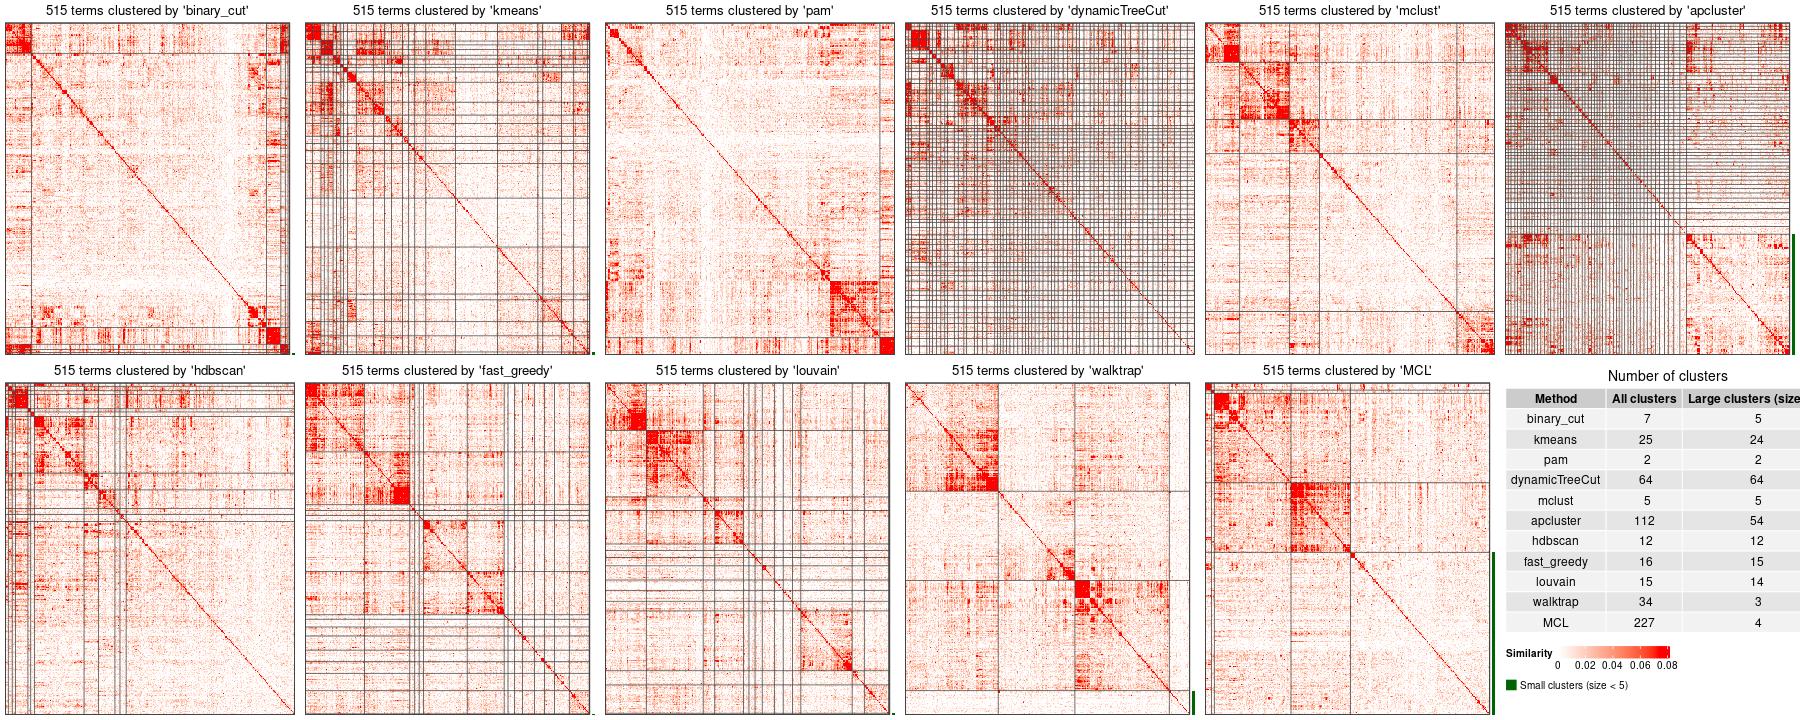 515 terms clustered by 'binary_cut'
515 terms clustered by 'kmeans'
515 terms clustered by 'pam'
515 terms clustered by 'dynamicTreeCut'
515 terms clustered by 'mclust'
515 terms clustered by 'apcluster'
515 terms clustered by 'hdbscan'
515 terms clustered by 'fast_greedy'
515 terms clustered by 'louvain'
515 terms clustered by 'walktrap'
515 terms clustered by 'MCL'
Number of clusters
Method All clusters Large clusters (size
binary_cut 7 5
kmeans 25 24
pam 2 2
dynamicTreeCut 64 64
mclust 5 5
apcluster 112 54
hdbscan 12 12
fast_greedy 16 15
louvain 15 14
walktrap 34 3
MCL 227 4
Similarity
0 0.02 0.04 0.06 0.08
Small clusters (size < 5)